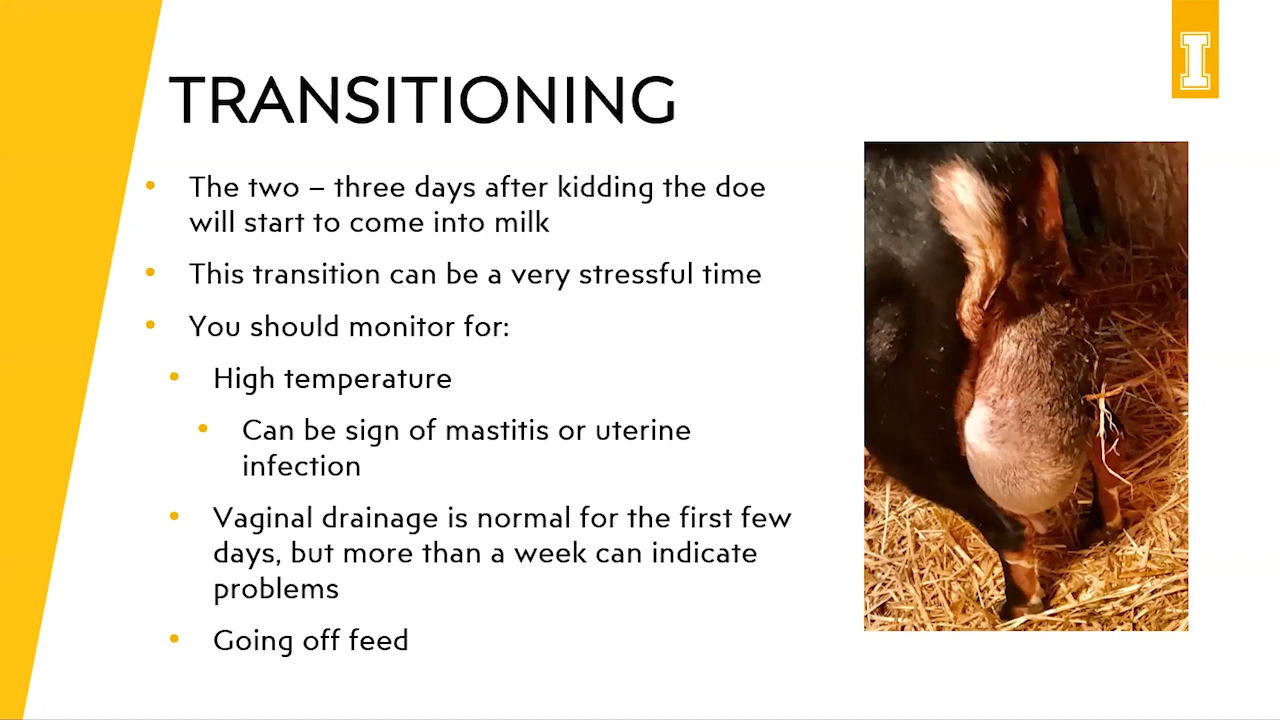 I
TRANSITIONING
• The two – three days after kidding the doe
will start to come into milk
• This transition can be a very stressful time
• You should monitor for:
• High temperature
• Can be sign of mastitis or uterine
infection
• Vaginal drainage is normal for the first few
days, but more than a week can indicate
problems
• Going off feed